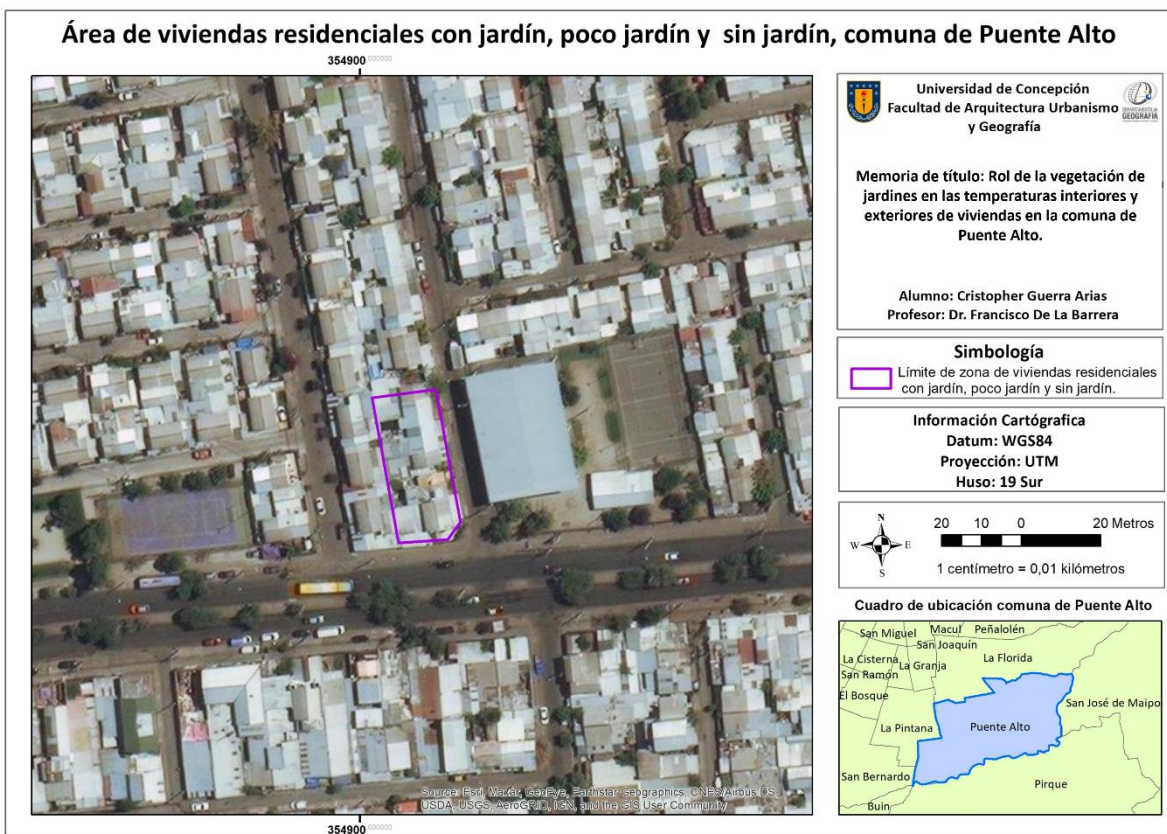 Área de viviendas residenciales con jardín, poco jardín y  sin jardín, comuna de Puente Alto
354900,000000
Universidad de Concepción
Facultad de Arquitectura Urbanismo
y Geografía
DEPARTAMENTO DE
GEOGRAFÍA
Memoria de título: Rol de la vegetación de
jardines en las temperaturas interiores y
exteriores de viviendas en la comuna de
Puente Alto.
Alumno: Cristopher Guerra Arias
Profesor: Dr. Francisco De La Barrera
Simbología
Límite de zona de viviendas residenciales
con jardín, poco jardín y sin jardín.
Información Cartógrafica
Datum: WGS84
Proyección: UTM
Huso: 19 Sur
N
W E
S
20 10 0 20 Metros
1 centímetro = 0,01 kilómetros
Cuadro de ubicación comuna de Puente Alto
San Miguel
Macul
Peñalolén
San Joaquín
La Cisterna
La Granja
La Florida
San Ramón
El Bosque
San José de Maipo
La Pintana
Puente Alto
San Bernardo
Pirque
Buin
Source: Esri, Maxar, GeoEye, Earthstar Geographics, CNES/Airbus DS,
USDA, USGS, AeroGRID, IGN, and the GIS User Community
354900,000000